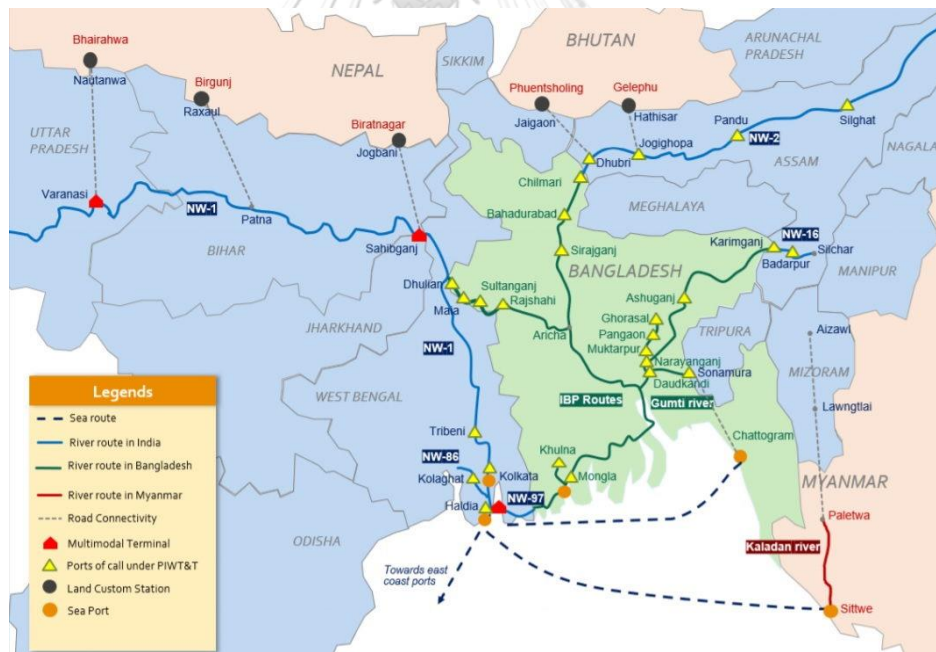 Bhairahwa
Nautanwa
NEPAL
Birgunj
Raxaul
Biratnagar
Jogbani
SIKKIM
BHUTAN
Phuentsholing
Jaigaon
Gelephu
Hathisar
ARUNACHAL
PRADESH
Pandu
Silghat
NW-2
Jogighopa
Dhubri
ASSAM
NAGALA
UTTAR
PRADESH
Varanasi
NW-1
Patna
BIHAR
Sahibganj
Chilmari
MEGHALAYA
Bahadurabad
Sirajganj
Karimganj
NW-16
Silchar
Badarpur
MANIPUR
BANGLADESH
Dhulian
Sultanganj
Maia
Rajshahi
Aricha
Ashuganj
Ghorasal
Pangaon
Muktarpur
Narayanganj
Daudkandi
Sonamura
TRIPURA
Aizawl
MIZORAM
Lawngtlai
JHARKHAND
NW-1
WEST BENGAL
IBP Routes
Gumti river
Chattogram
Tribeni
NW-86
Kolaghat
Kolkata
Haldia
NW-97
Khulna
Mongla
MYANMAR
Paletwa
Kaladan river
Sittwe
ODISHA
Towards east
coast ports
Legends
Sea route
River route in India
River route in Bangladesh
River route in Myanmar
Road Connectivity
Multimodal Terminal
Ports of call under PIWT&T
Land Custom Station
Sea Port